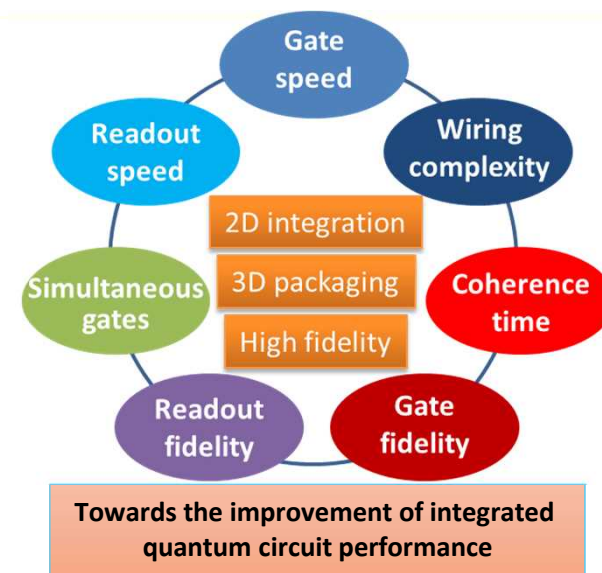 Gate
speed
Wiring
complexity
Coherence
time
Gate
fidelity
Readout
fidelity
Simultaneous
gates
Readout
speed
2D integration
3D packaging
High fidelity
Towards the improvement of integrated
quantum circuit performance